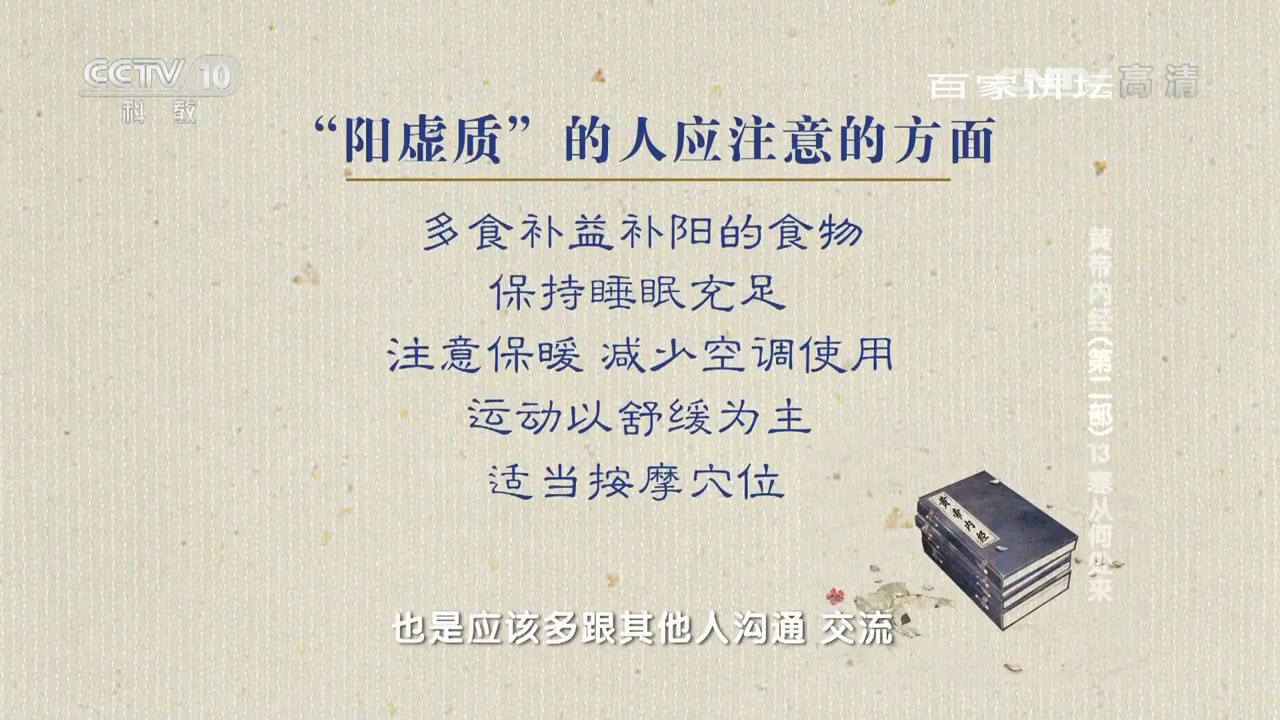 CCTV 10
科教
百家讲坛
高清
“阳虚质”的人应注意的方面
多食补益补阳的食物
保持睡眠充足
注意保暖 减少空调使用
运动以舒缓为主
适当按摩穴位
黄帝内经(第二部)13
从何
来
黄帝内经
也是应该多跟其他人沟通 交流